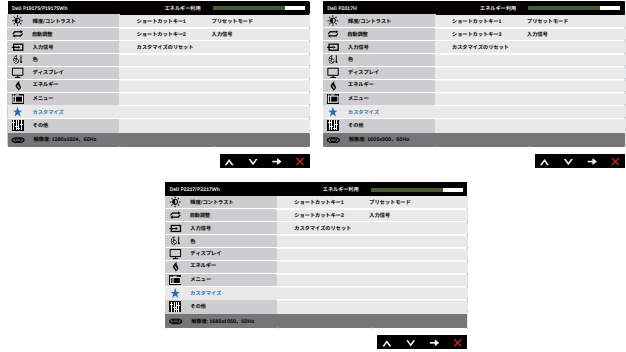 Dell P1917S/P1917SWh エネルギー利用
輝度/コントラスト ショートカットキー1 プリセットモード
自動調整 ショートカットキー2 入力信号
入力信号 カスタマイズのリセット
色
ディスプレイ
エネルギー
メニュー
カスタマイズ
その他
解像度: 1280x1024、60Hz
Dell P2017H エネルギー利用
輝度/コントラスト ショートカットキー1 プリセットモード
自動調整 ショートカットキー2 入力信号
入力信号 カスタマイズのリセット
色
ディスプレイ
エネルギー
メニュー
カスタマイズ
その他
解像度: 1600x900、60Hz
Dell P2217/P2217Wh エネルギー利用
輝度/コントラスト ショートカットキー1 プリセットモード
自動調整 ショートカットキー2 入力信号
入力信号 カスタマイズのリセット
色
ディスプレイ
エネルギー
メニュー
カスタマイズ
その他
解像度: 1680x1050、60Hz